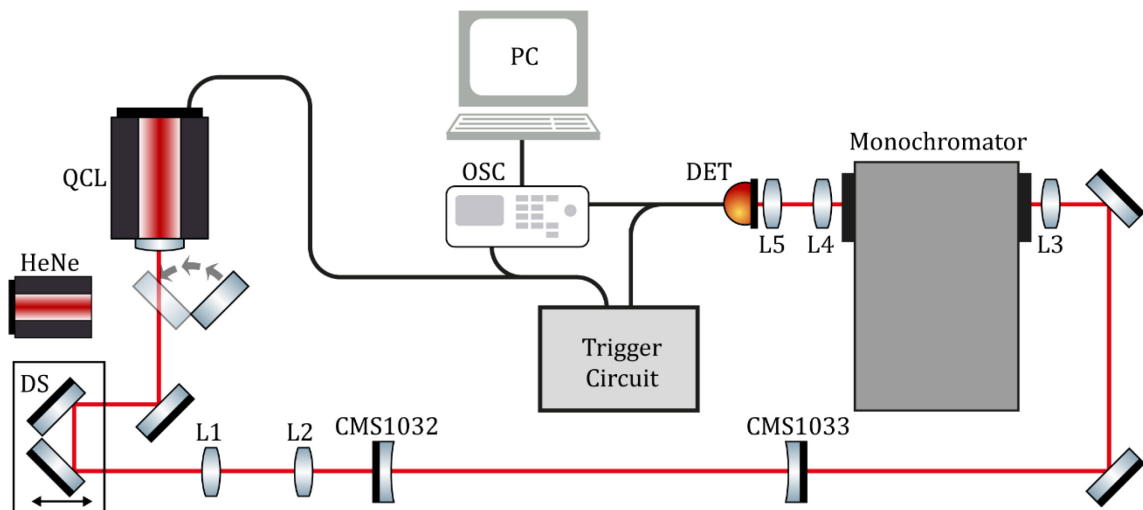 PC
Monochromator
QCL
OSC
DET
L5
L4
L3
HeNe
Trigger
Circuit
DS
L1
L2
CMS1032
CMS1033